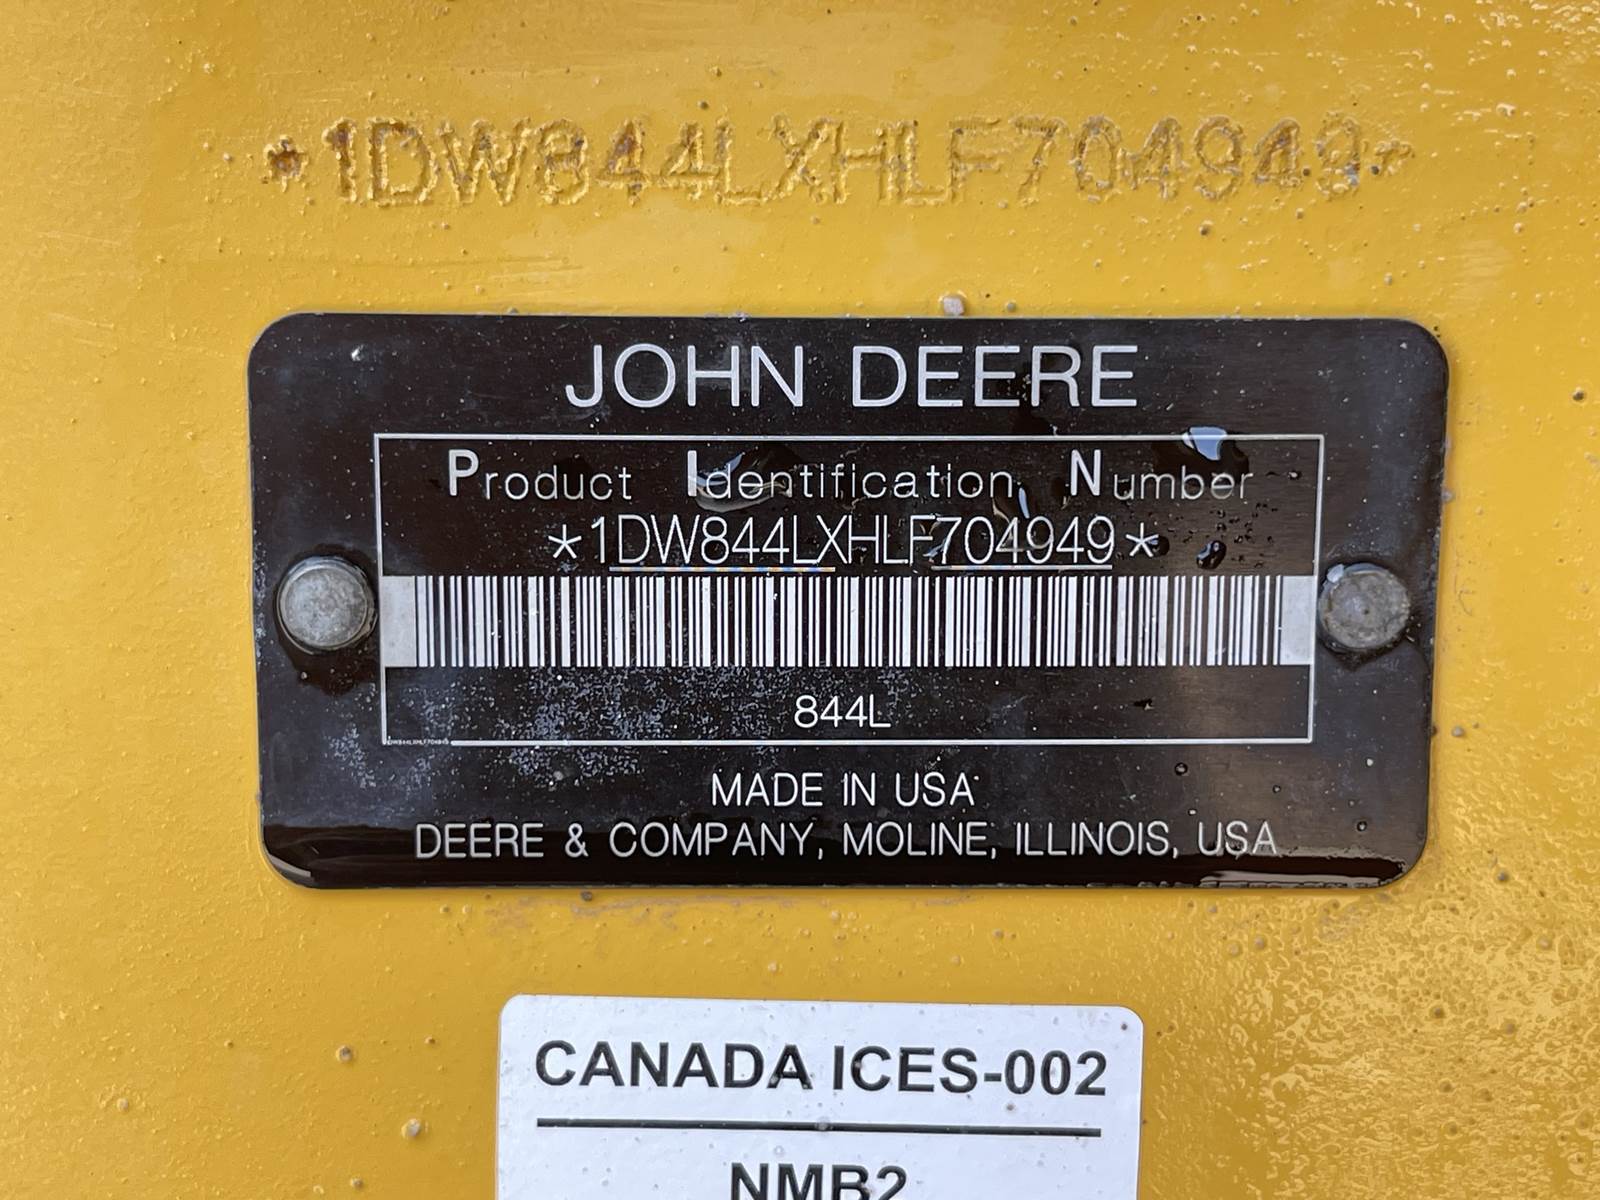 *1DW844LXHLF704949*
JOHN DEERE
Product Identification Number
*1DW844LXHLF704949*
844L
1DW844LXHLF704949
MADE IN USA
DEERE & COMPANY, MOLINE, ILLINOIS, USA
CANADA ICES-002
NMB2